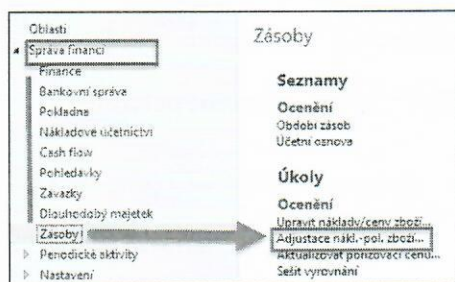 Oblasti
Správa financí
Finance
Bankovní správa
Pokladna
Nákladové účetnictví
Cash flow
Pohledávky
Závazky
Dlouhodobý majetek
Zásoby
Periodické aktivity
Nastavení
Zásoby
Seznamy
Ocenění
Období zásob
Účetní osnova
Úkoly
Ocenění
Upravit náklady/ceny zboží...
Adjustace nákl.-pol. zboží...
Aktualizovat pořizovací cenu...
Sešit vyrovnání